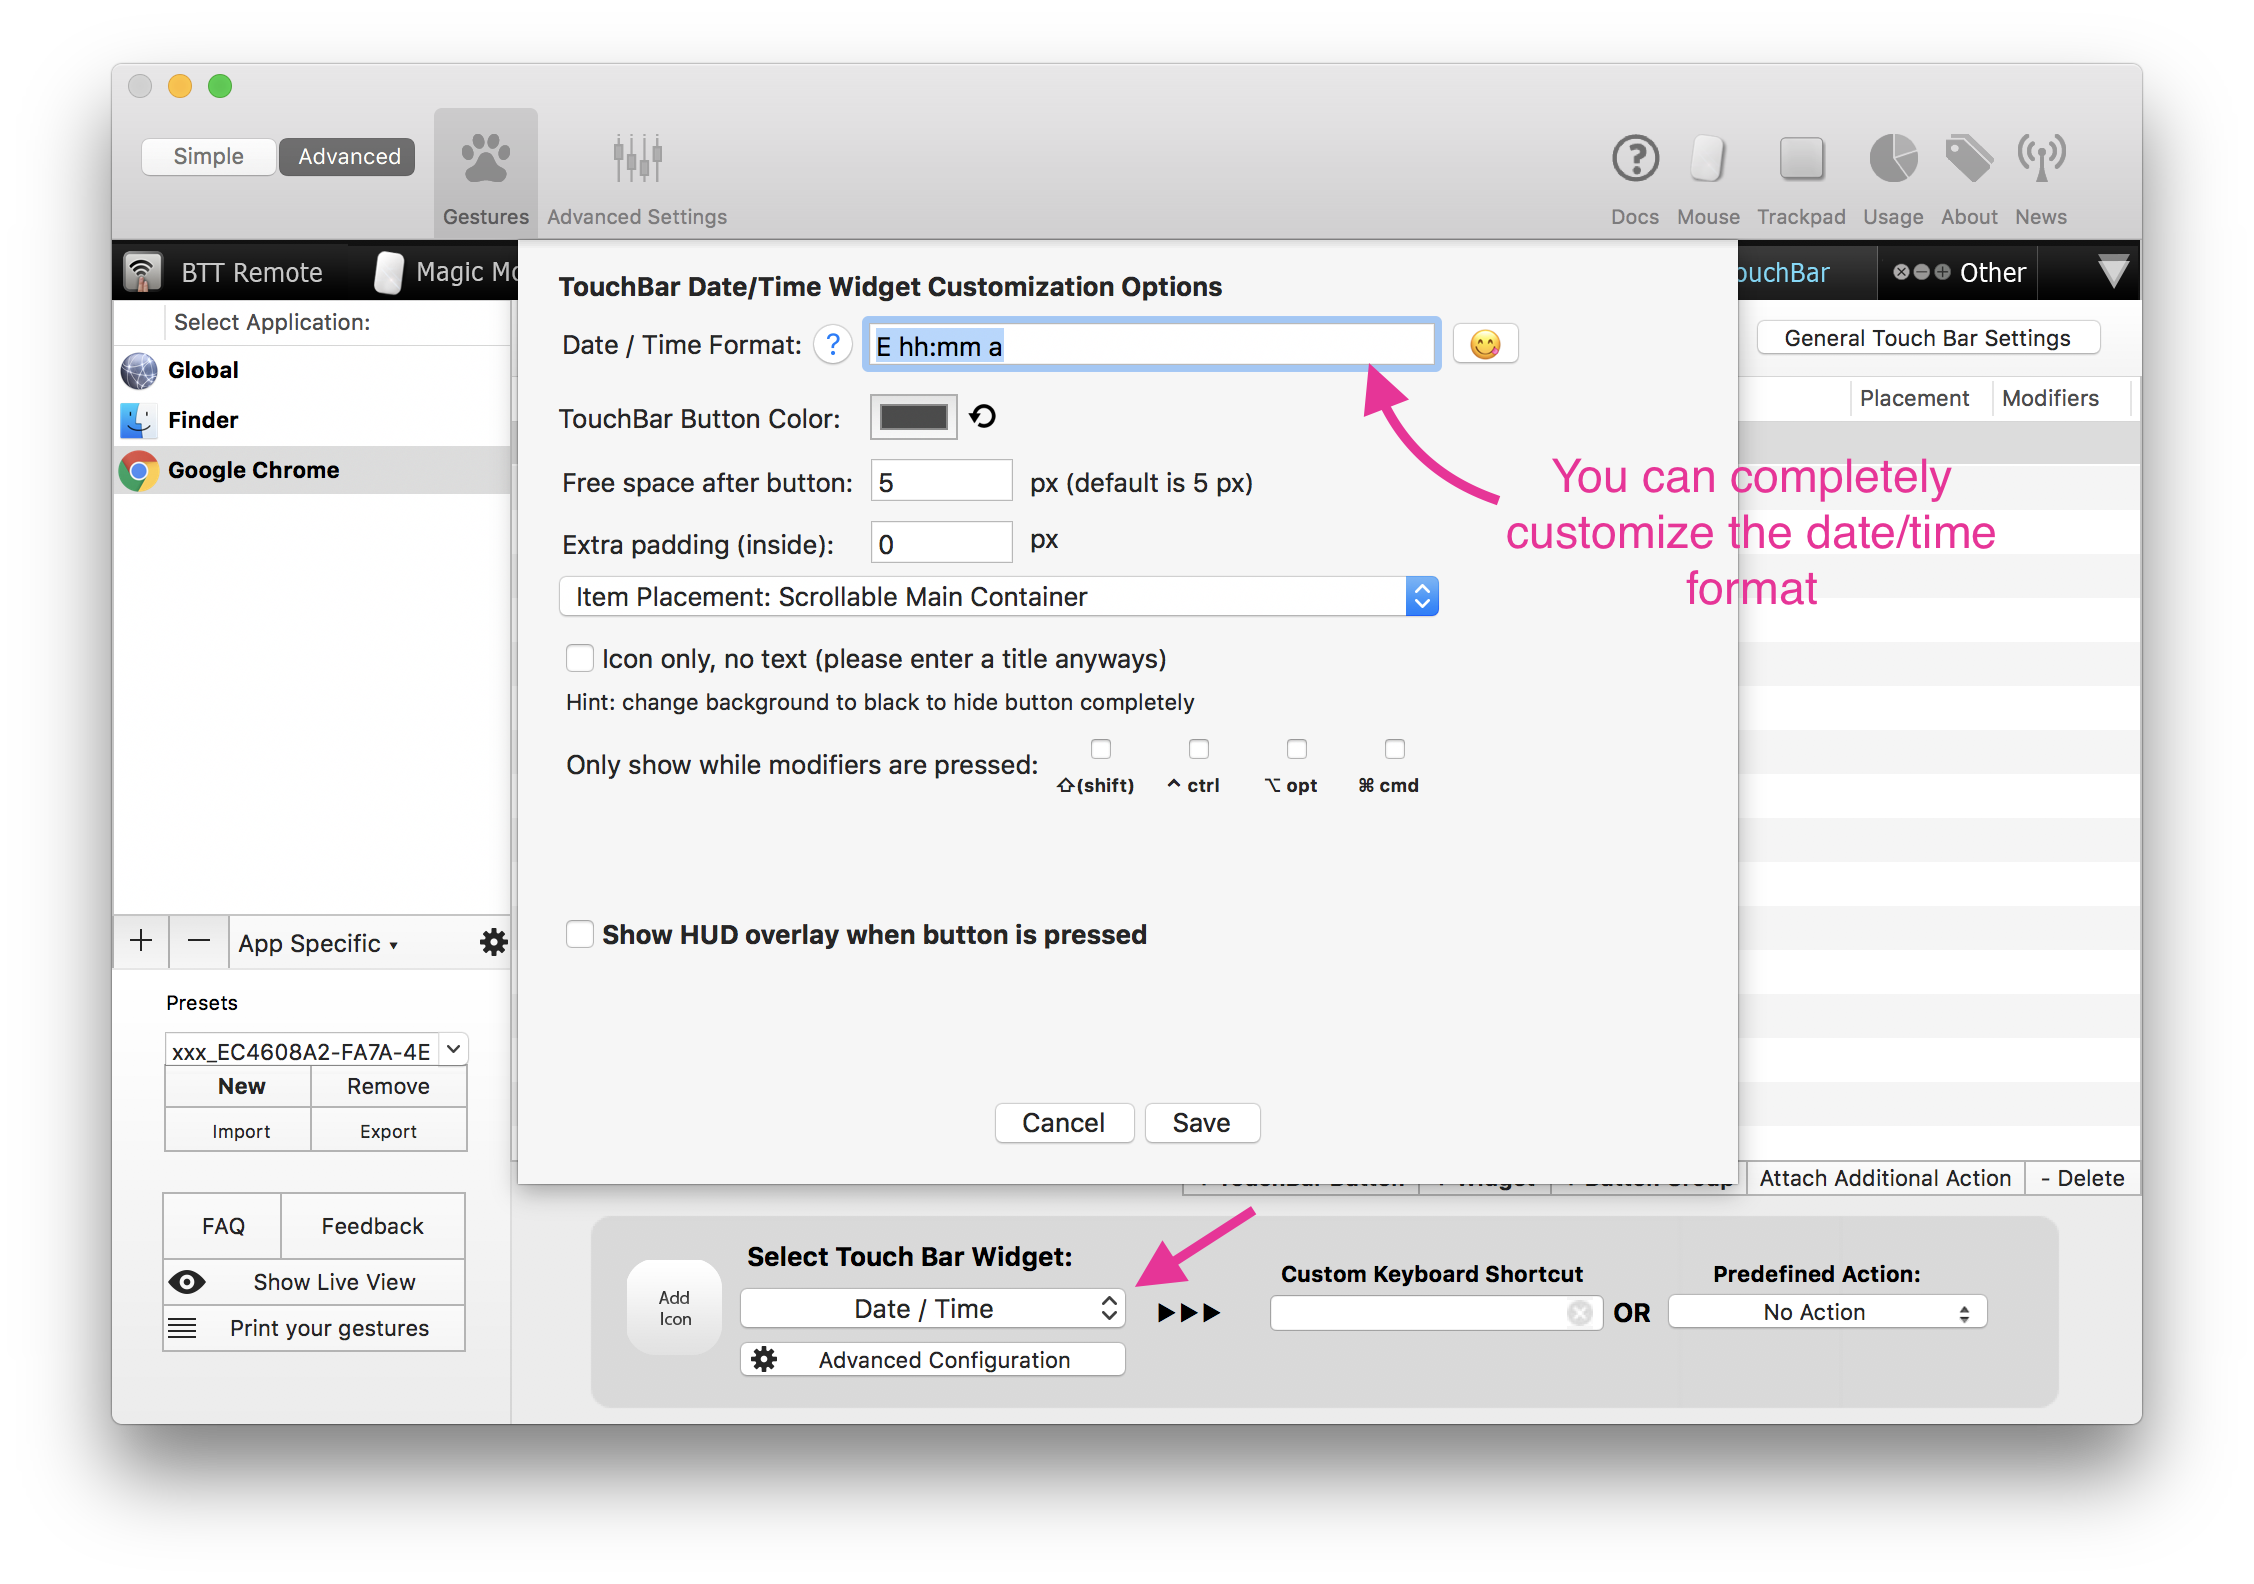 Simple
Advanced
Gestures
Advanced Settings
Docs
Mouse
Trackpad
Usage
About
News
BTT Remote
Magic
Other
Select Application:
Global
Finder
Google Chrome
TouchBar Date/Time Widget Customization Options
Date / Time Format: ? E hh:mm a
General Touch Bar Settings
TouchBar Button Color:
Placement
Modifiers
Free space after button: 5 px (default is 5 px)
You can completely
customize the date/time
format
Extra padding (inside): 0 px
Item Placement: Scrollable Main Container
Icon only, no text (please enter a title anyways)
Hint: change background to black to hide button completely
Only show while modifiers are pressed:
⇧(shift)
^ ctrl
⌥ opt
⌘ cmd
Show HUD overlay when button is pressed
Cancel
Save
+ − App Specific ▾
Presets
xxx_EC4608A2-FA7A-4E
New
Remove
Import
Export
FAQ
Feedback
Show Live View
Print your gestures
Attach Additional Action
- Delete
Add
Icon
Select Touch Bar Widget:
Date / Time
Advanced Configuration
▶▶▶
Custom Keyboard Shortcut
OR
Predefined Action:
No Action